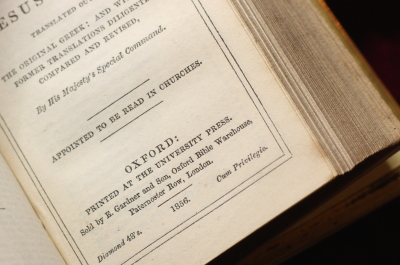 ESUS
TRANSLATED OU
THE ORIGINAL GREEK; AND WI
FORMER TRANSLATIONS DILIGENT
COMPARED AND REVISED,
By His Majesty's Special Command.
APPOINTED TO BE READ IN CHURCHES.
OXFORD:
PRINTED AT THE UNIVERSITY PRESS.
Sold by E. Gardner and Son, Oxford Bible Warehouse,
Paternoster Row, London.
Cum Privilegio.
1856.
Diamond 48's.